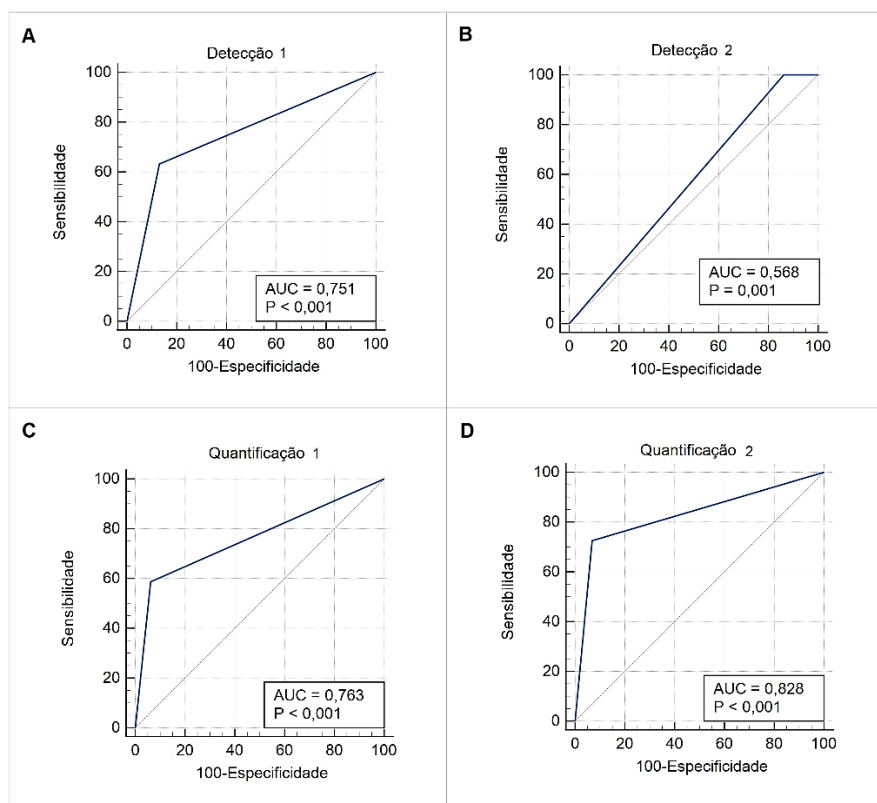 A
Detecção 1
100
80
60
40
20
0
Sensibilidade
AUC = 0,751
P < 0,001
0 20 40 60 80 100
100-Especificidade
B
Detecção 2
100
80
60
40
20
0
Sensibilidade
AUC = 0,568
P = 0,001
0 20 40 60 80 100
100-Especificidade
C
Quantificação 1
100
80
60
40
20
0
Sensibilidade
AUC = 0,763
P < 0,001
0 20 40 60 80 100
100-Especificidade
D
Quantificação 2
100
80
60
40
20
0
Sensibilidade
AUC = 0,828
P < 0,001
0 20 40 60 80 100
100-Especificidade